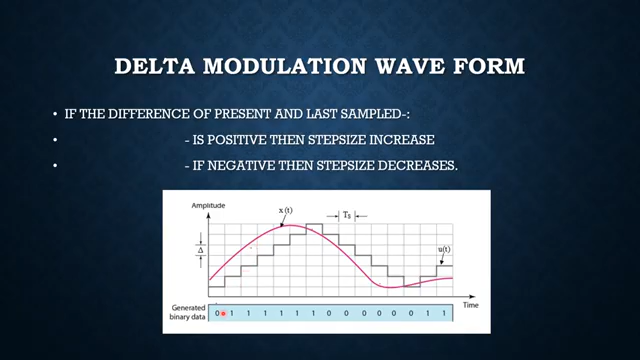 DELTA MODULATION WAVE FORM
• IF THE DIFFERENCE OF PRESENT AND LAST SAMPLED-:
• - IS POSITIVE THEN STEPSIZE INCREASE
• - IF NEGATIVE THEN STEPSIZE DECREASES.
Amplitude
x(t)
Ts
Δ
u(t)
Time
Generated
binary data
0 1 1 1 1 1 1 0 0 0 0 0 0 1 1